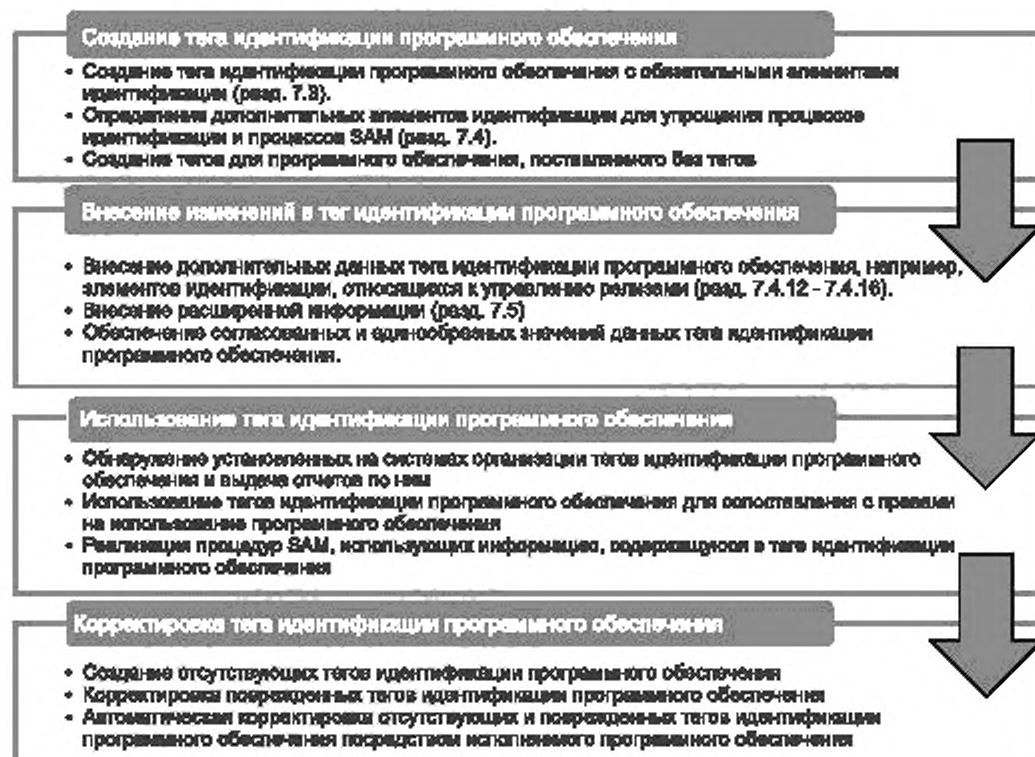 Создание тега идентификации программного обеспечения
• Создание тега идентификации программного обеспечения с обязательными элементами
идентификации (разд. 7.3).
• Определение дополнительных элементов идентификации для упрощения процессов
идентификации и процессов SAM (разд. 7.4).
• Создание тегов для программного обеспечения, поставляемого без тегов
Внесение изменений в тег идентификации программного обеспечения
• Внесение дополнительных данных тега идентификации программного обеспечения, например,
элементов идентификации, относящихся к управлению релизами (разд. 7.4.12 - 7.4.16).
• Внесение расширенной информации (разд. 7.5)
• Обеспечение согласованных и единообразных значений данных тега идентификации
программного обеспечения.
Использование тега идентификации программного обеспечения
• Обнаружение установленных на системах организации тегов идентификации программного
обеспечения и выдача отчетов по ним
• Использование тегов идентификации программного обеспечения для сопоставления с правами
на использование программного обеспечения
• Реализация процедур SAM, использующих информацию, содержащуюся в теге идентификации
программного обеспечения
Корректировка тега идентификации программного обеспечения
• Создание отсутствующих тегов идентификации программного обеспечения
• Корректировка поврежденных тегов идентификации программного обеспечения
• Автоматическая корректировка отсутствующих и поврежденных тегов идентификации
программного обеспечения посредством исполняемого программного обеспечения